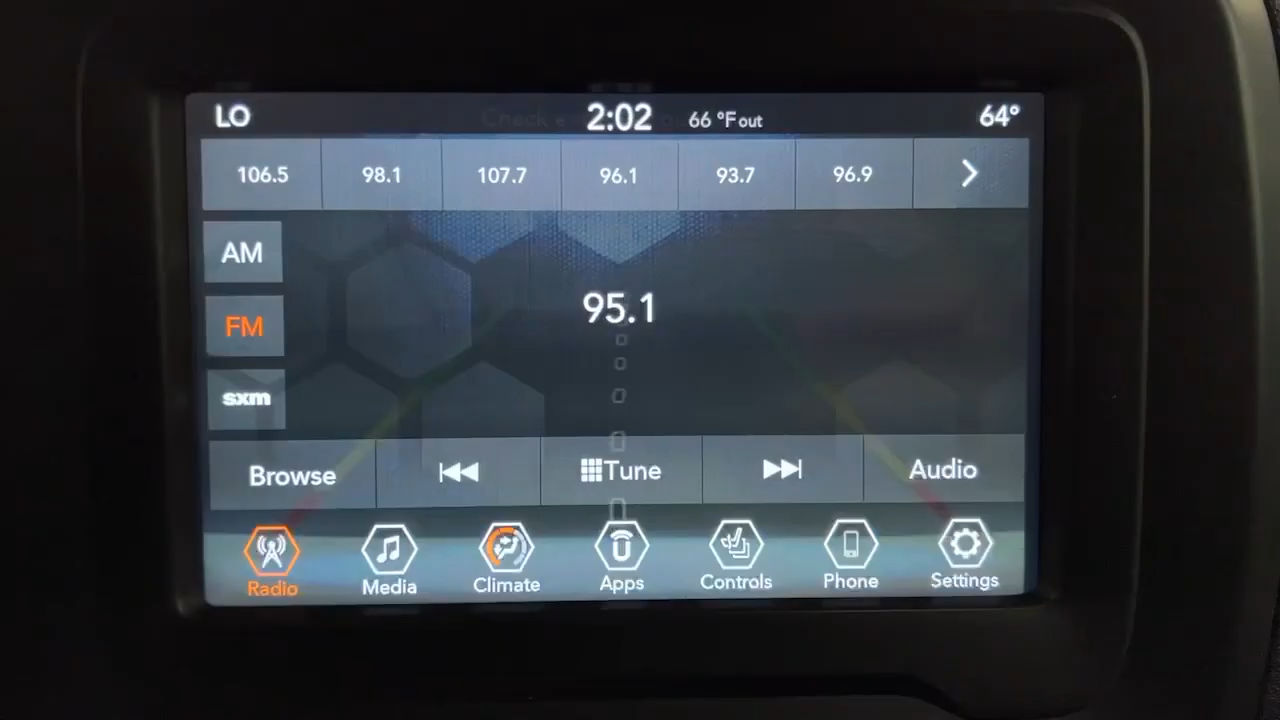 LO 2:02 66 °F out 64°
106.5 98.1 107.7 96.1 93.7 96.9
AM
95.1
FM
sxm
Browse Tune Audio
Radio Media Climate Apps Controls Phone Settings